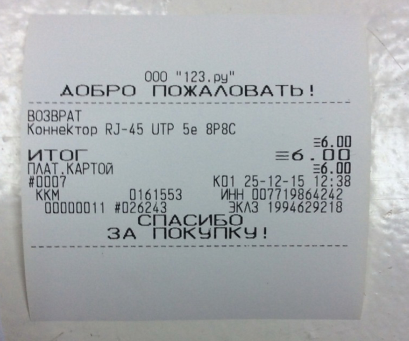 ООО "123.ру"
ДОБРО ПОЖАЛОВАТЬ!
ВОЗВРАТ
Коннектор RJ-45 UTP 5e 8P8C
≡6.00
ИТОГ ≡6.00
ПЛАТ.КАРТОЙ ≡6.00
#0007 К01 25-12-15 12:38
ККМ 0161553 ИНН 007719864242
00000011 #026243 ЭКЛЗ 1994629218
СПАСИБО
ЗА ПОКУПКУ!